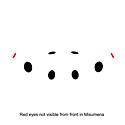 Red eyes not visible from front in Misumena